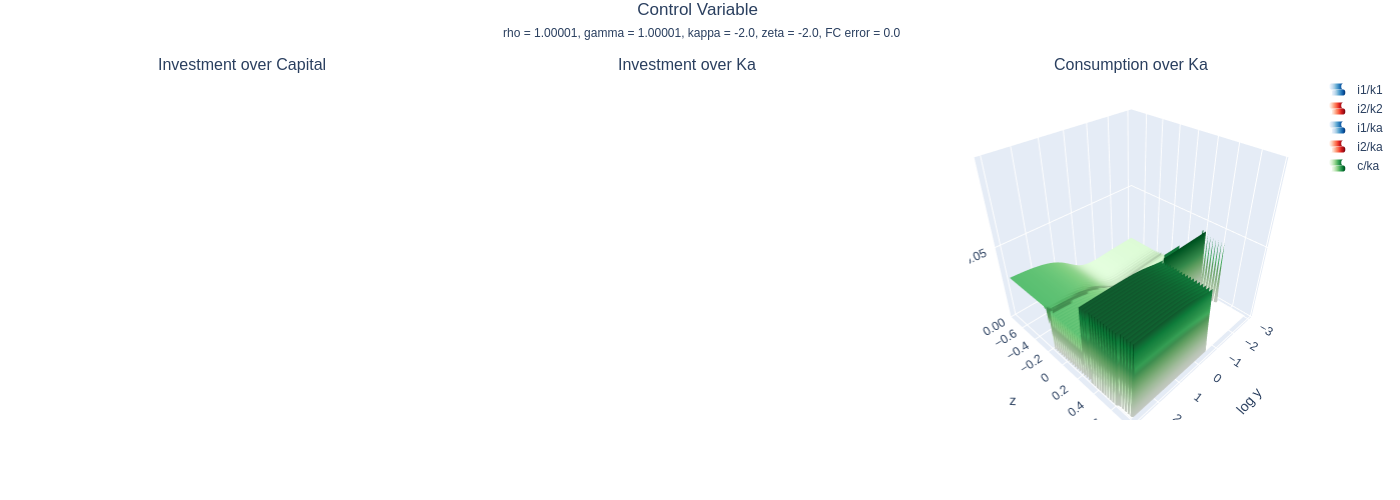 Control Variable
rho = 1.00001, gamma = 1.00001, kappa = -2.0, zeta = -2.0, FC error = 0.0
Investment over Capital
Investment over Ka
Consumption over Ka
i1/k1
i2/k2
i1/ka
i2/ka
c/ka
0.00
−0.6
−0.4
−0.2
0
0.2
0.4
z
−3
−2
−1
0
1
2
log y